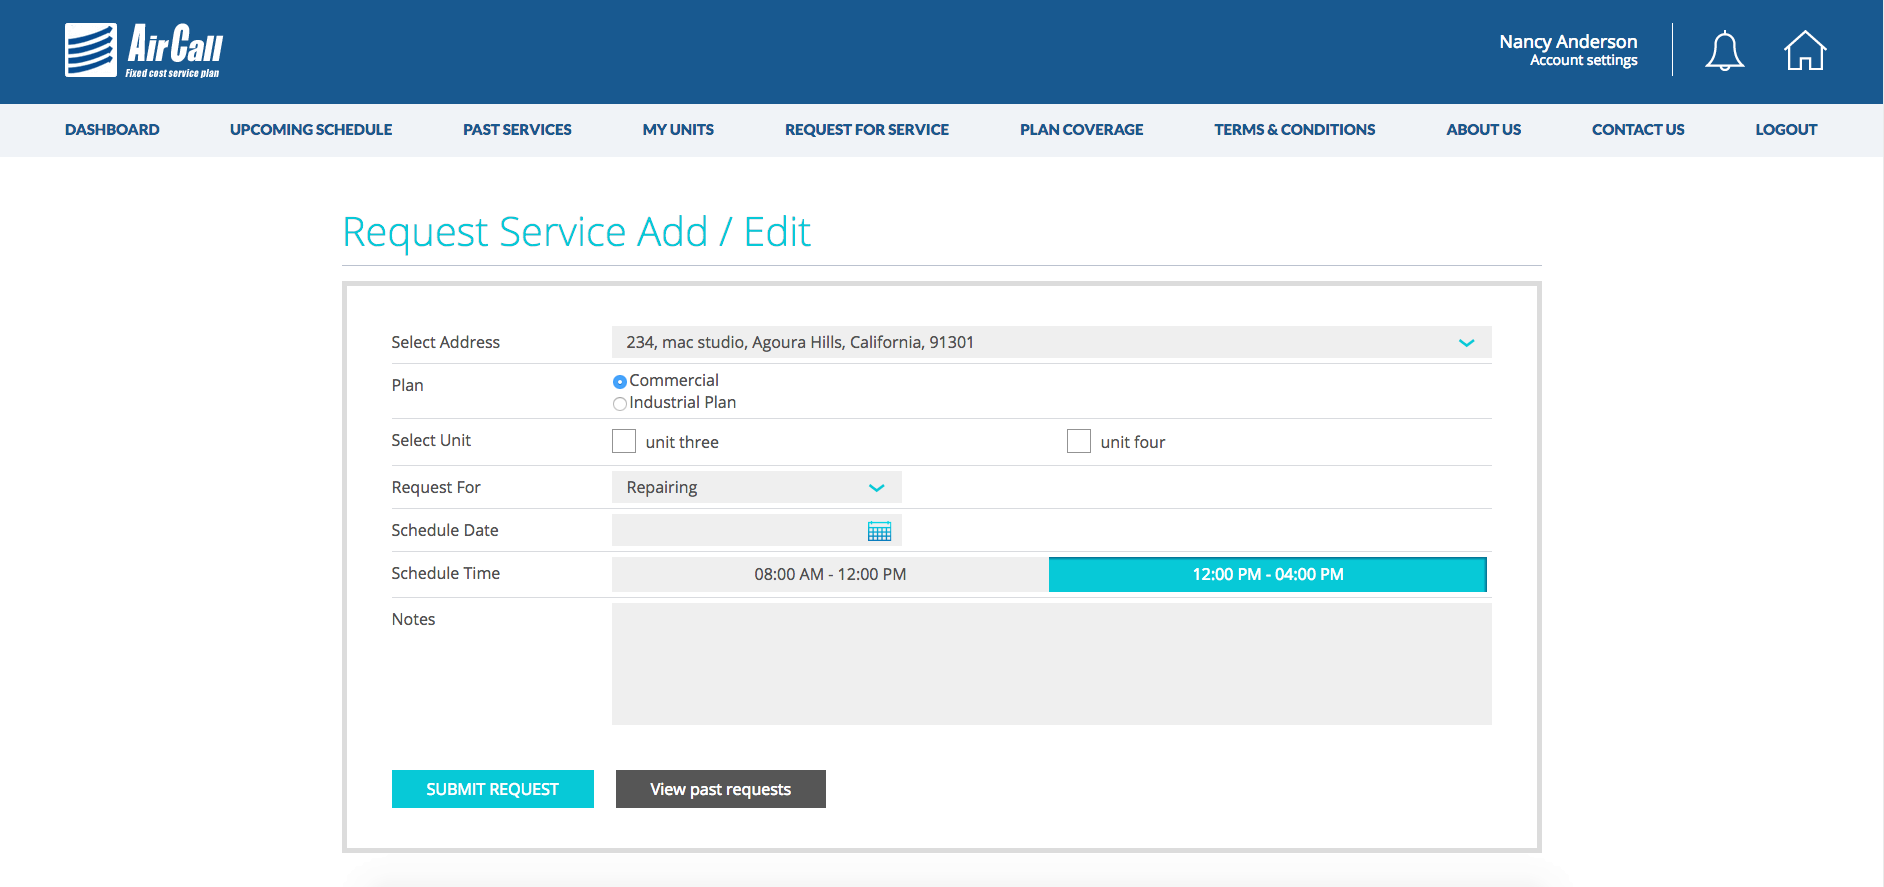 AirCall
Fixed cost service plan
Nancy Anderson
Account settings
DASHBOARD UPCOMING SCHEDULE PAST SERVICES MY UNITS REQUEST FOR SERVICE PLAN COVERAGE TERMS & CONDITIONS ABOUT US CONTACT US LOGOUT
Request Service Add / Edit
Select Address 234, mac studio, Agoura Hills, California, 91301
Plan Commercial
Industrial Plan
Select Unit unit three unit four
Request For Repairing
Schedule Date
Schedule Time 08:00 AM - 12:00 PM 12:00 PM - 04:00 PM
Notes
SUBMIT REQUEST View past requests